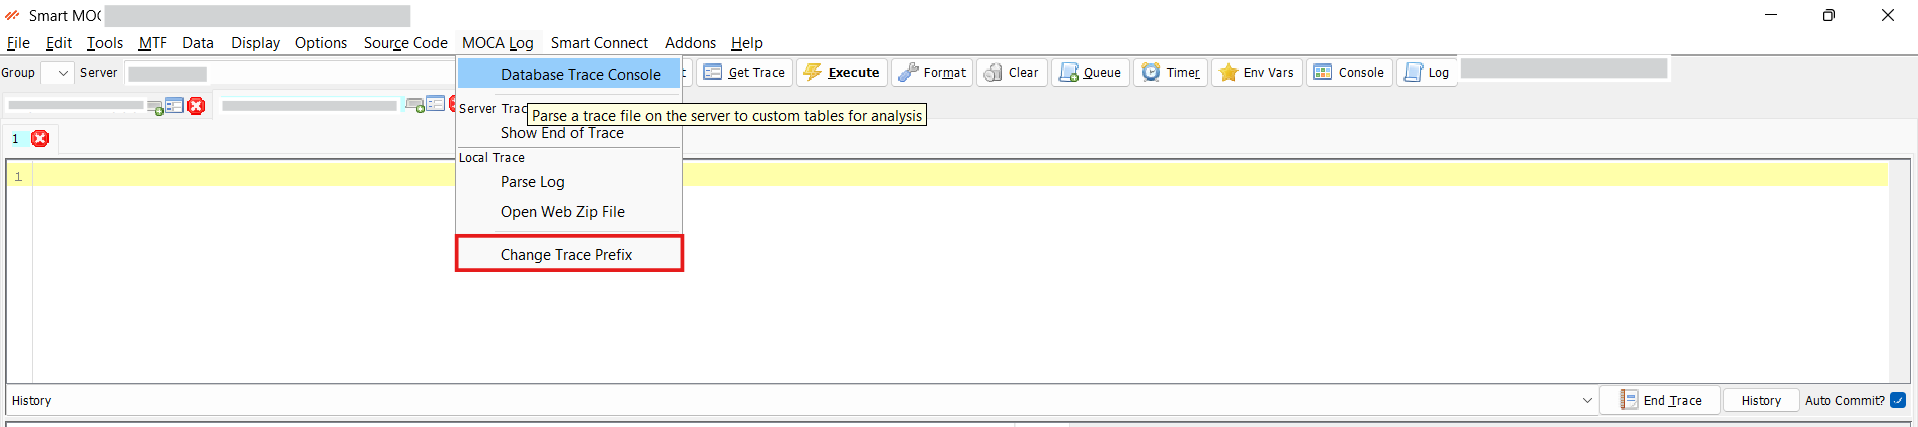 Smart MOC
File Edit Tools MTF Data Display Options Source Code MOCA Log Smart Connect Addons Help
Group Server Get Trace Execute Format Clear Queue Timer Env Vars Console Log
Database Trace Console
Server Trac
Parse a trace file on the server to custom tables for analysis
Show End of Trace
1
Local Trace
1
Parse Log
Open Web Zip File
Change Trace Prefix
History End Trace History Auto Commit?